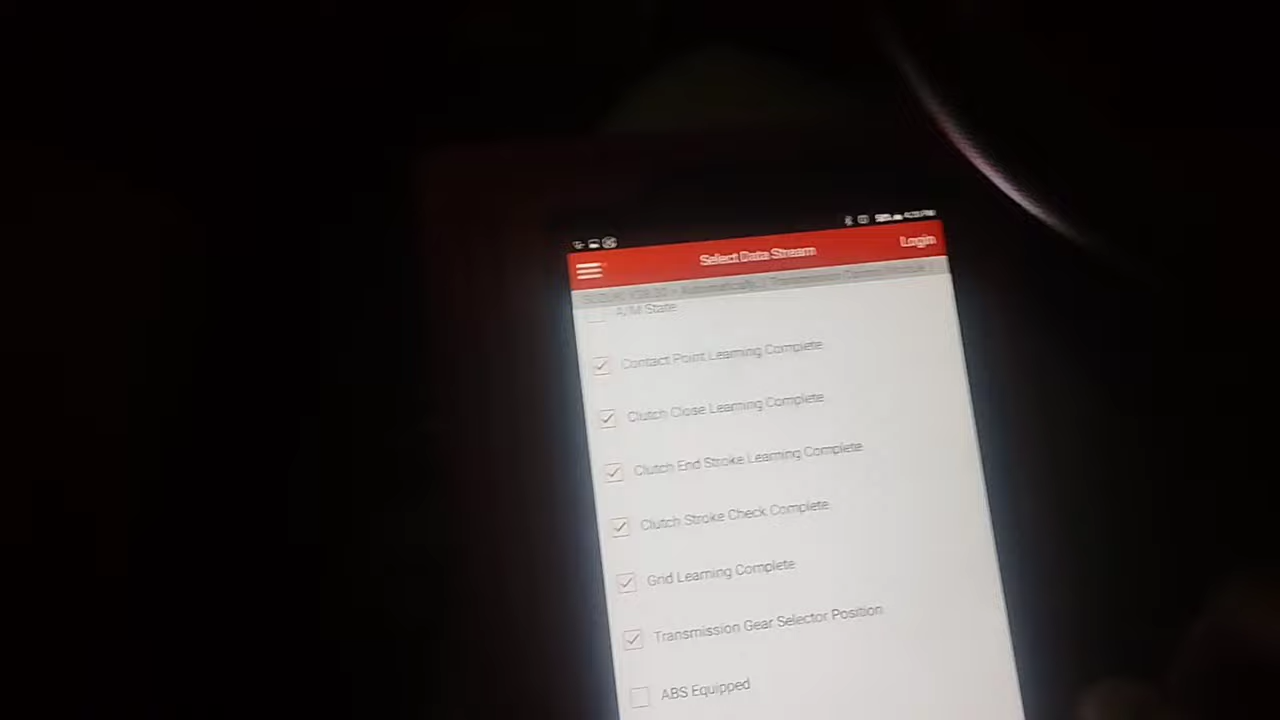 Select Data Stream
Login
A/M State
Contact Point Learning Complete
Clutch Close Learning Complete
Clutch End Stroke Learning Complete
Clutch Stroke Check Complete
Grid Learning Complete
Transmission Gear Selector Position
ABS Equipped